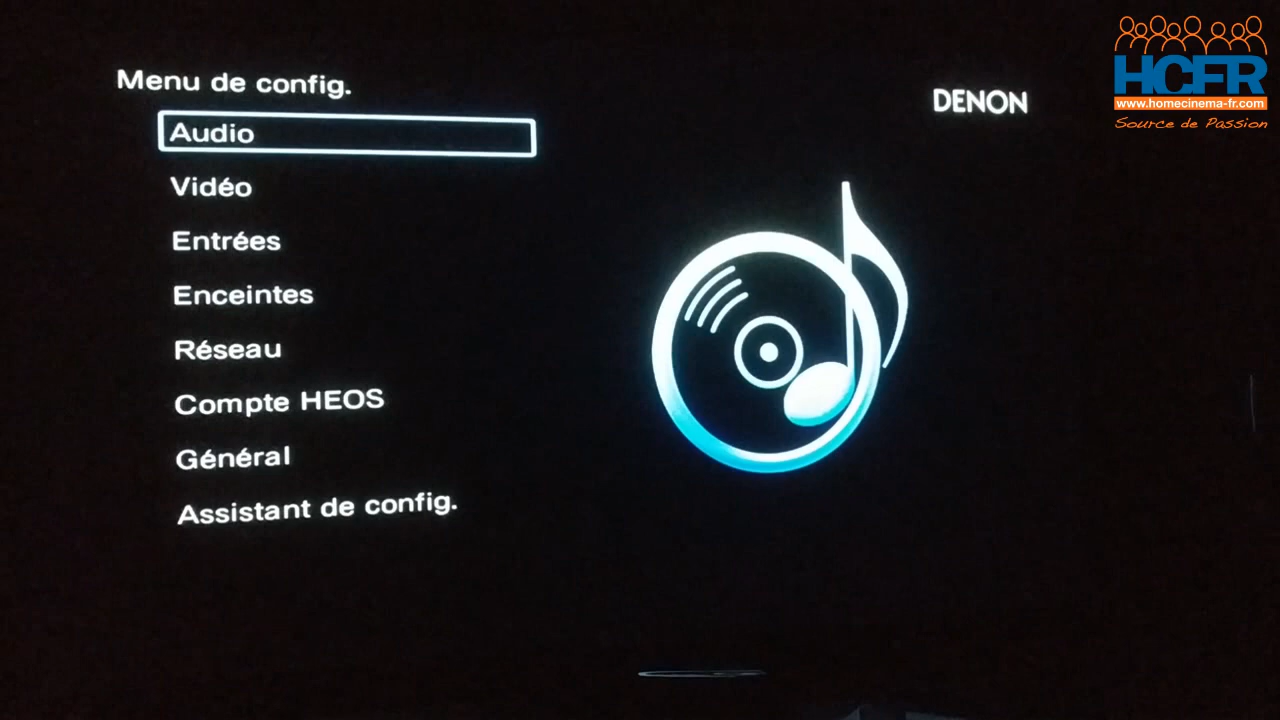 Menu de config.
Audio
Vidéo
Entrées
Enceintes
Réseau
Compte HEOS
Général
Assistant de config.
DENON
HCFR
www.homecinema-fr.com
Source de Passion